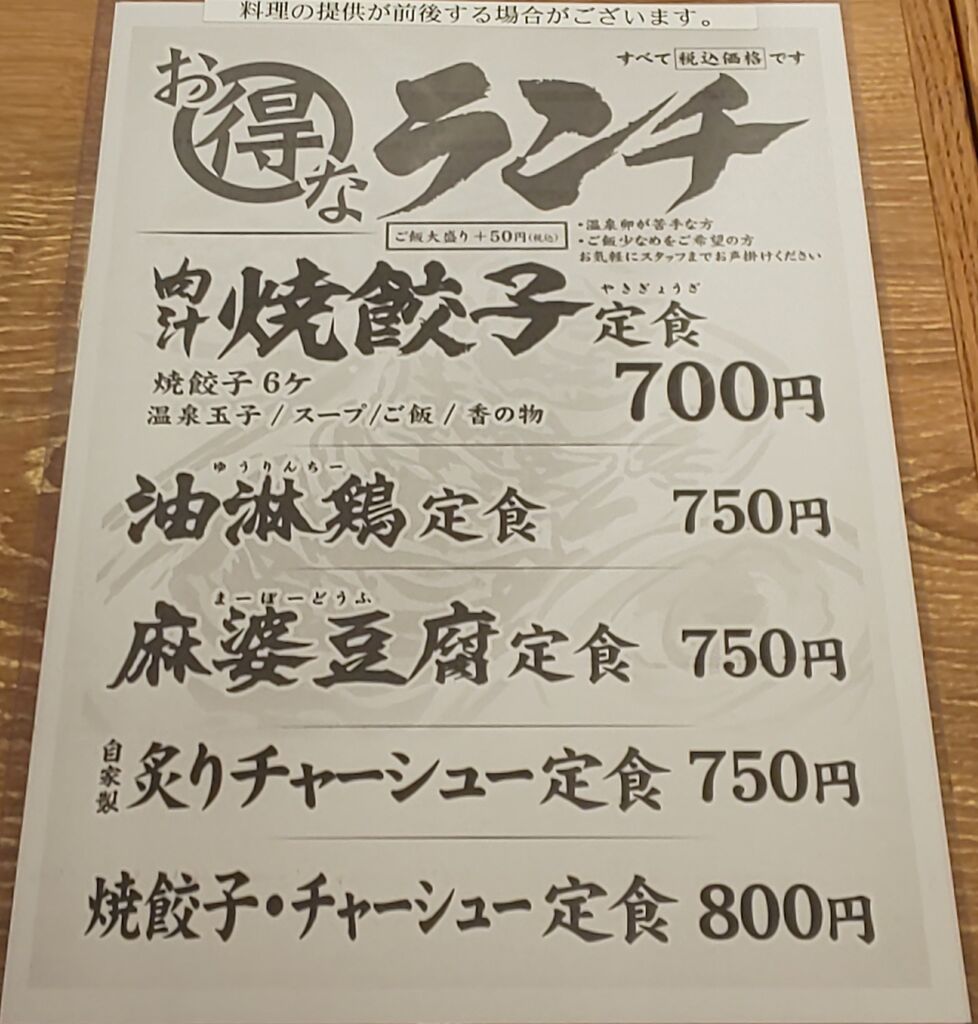 料理の提供が前後する場合がございます。
すべて税込価格です
お得なランチ
ご飯大盛り+50円(税込)
・温泉卵が苦手な方
・ご飯少なめをご希望の方
お気軽にスタッフまでお声掛けください
やきぎょうざ
肉汁焼餃子定食
焼餃子6ケ
700円
温泉玉子/スープ/ご飯/香の物
ゆうりんちー
油淋鶏定食 750円
まーぼーどうふ
麻婆豆腐定食 750円
自家製炙りチャーシュー定食 750円
焼餃子・チャーシュー定食 800円